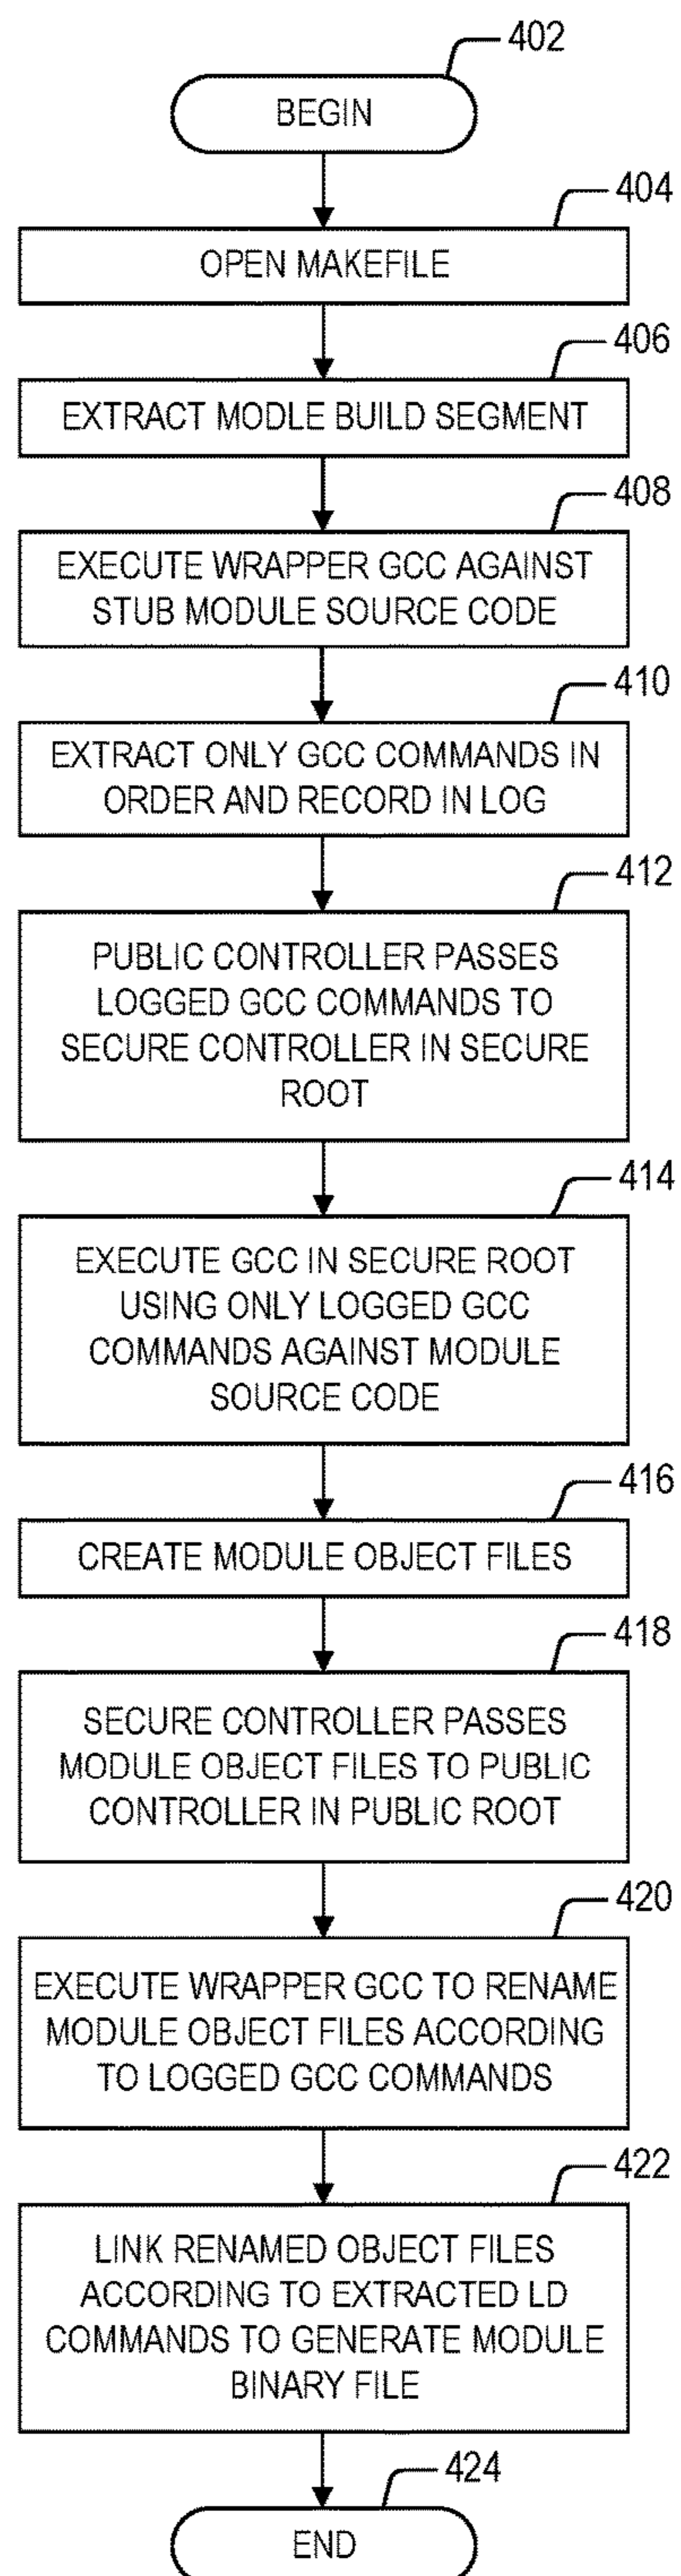 402
BEGIN
404
OPEN MAKEFILE
406
EXTRACT MODLE BUILD SEGMENT
408
EXECUTE WRAPPER GCC AGAINST
STUB MODULE SOURCE CODE
410
EXTRACT ONLY GCC COMMANDS IN
ORDER AND RECORD IN LOG
412
PUBLIC CONTROLLER PASSES
LOGGED GCC COMMANDS TO
SECURE CONTROLLER IN SECURE
ROOT
414
EXECUTE GCC IN SECURE ROOT
USING ONLY LOGGED GCC
COMMANDS AGAINST MODULE
SOURCE CODE
416
CREATE MODULE OBJECT FILES
418
SECURE CONTROLLER PASSES
MODULE OBJECT FILES TO PUBLIC
CONTROLLER IN PUBLIC ROOT
420
EXECUTE WRAPPER GCC TO RENAME
MODULE OBJECT FILES ACCORDING
TO LOGGED GCC COMMANDS
422
LINK RENAMED OBJECT FILES
ACCORDING TO EXTRACTED LD
COMMANDS TO GENERATE MODULE
BINARY FILE
424
END